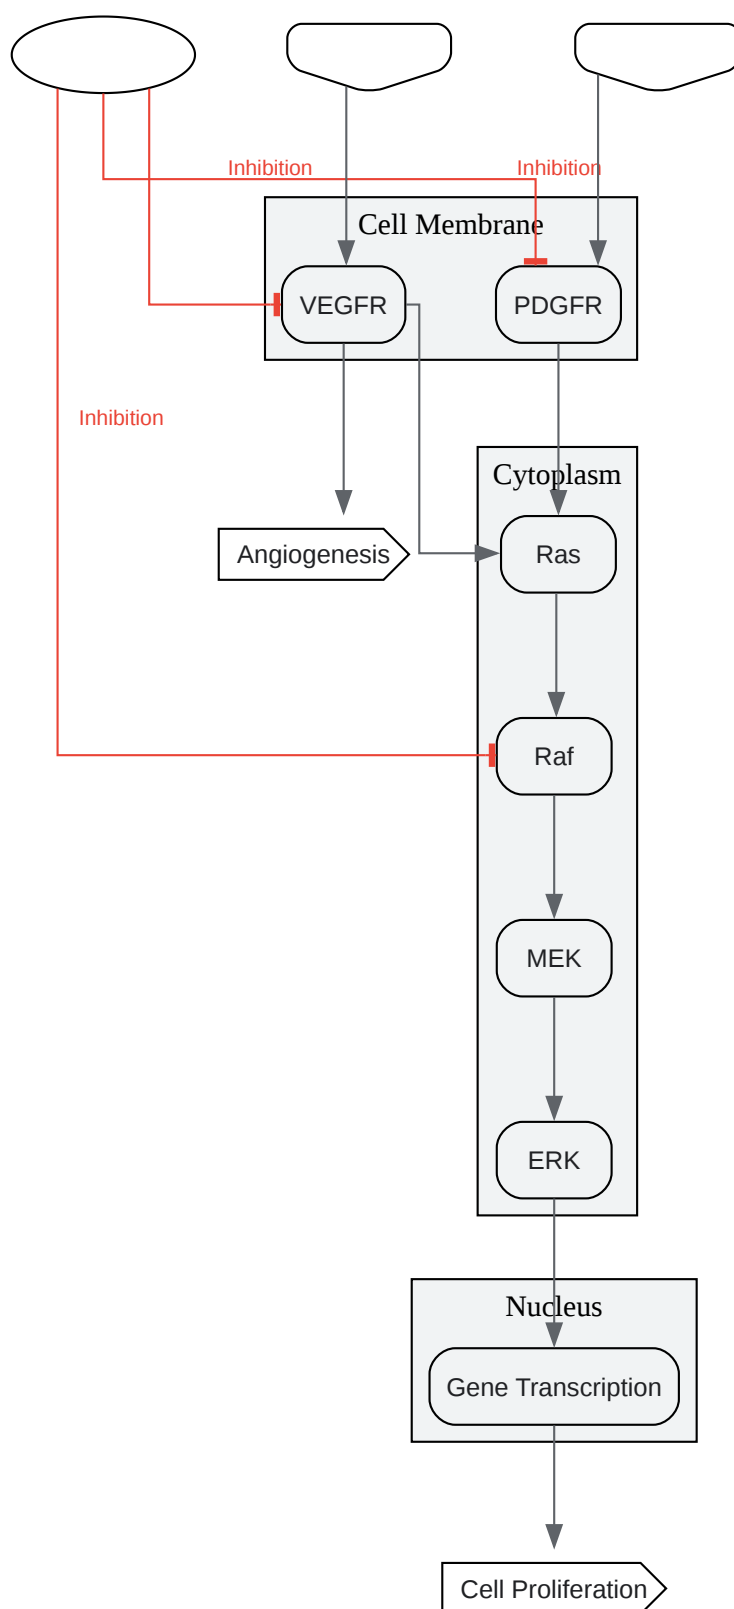 Inhibition
Inhibition
Cell Membrane
VEGFR
PDGFR
Inhibition
Cytoplasm
Angiogenesis
Ras
Raf
MEK
ERK
Nucleus
Gene Transcription
Cell Proliferation